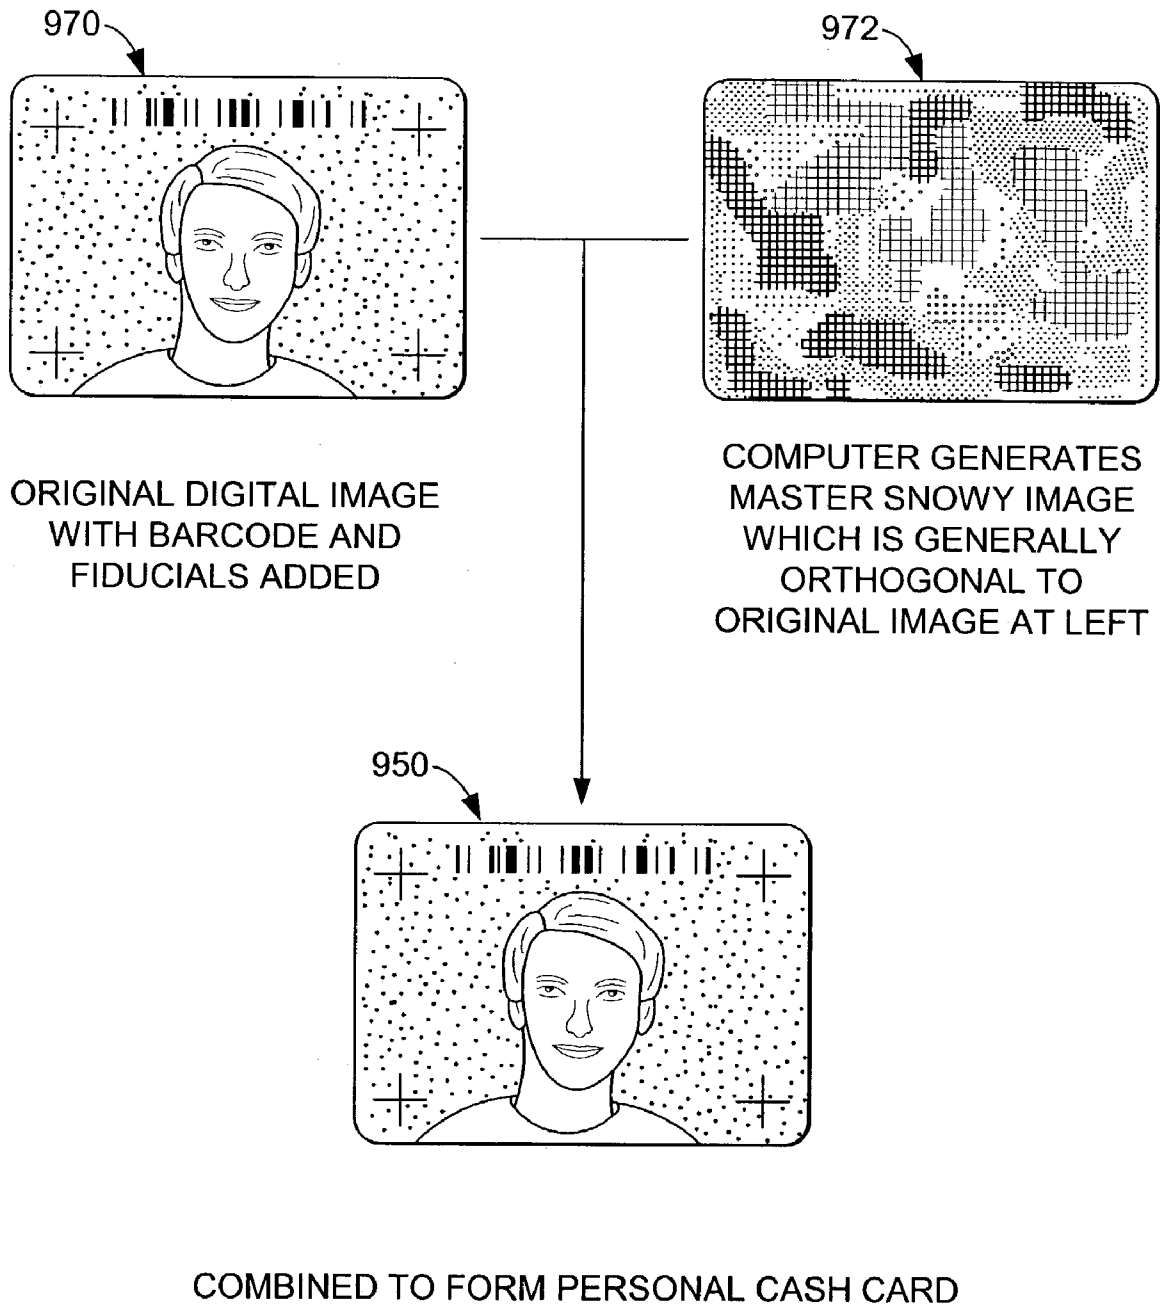 970
972
ORIGINAL DIGITAL IMAGE
WITH BARCODE AND
FIDUCIALS ADDED
COMPUTER GENERATES
MASTER SNOWY IMAGE
WHICH IS GENERALLY
ORTHOGONAL TO
ORIGINAL IMAGE AT LEFT
950
COMBINED TO FORM PERSONAL CASH CARD